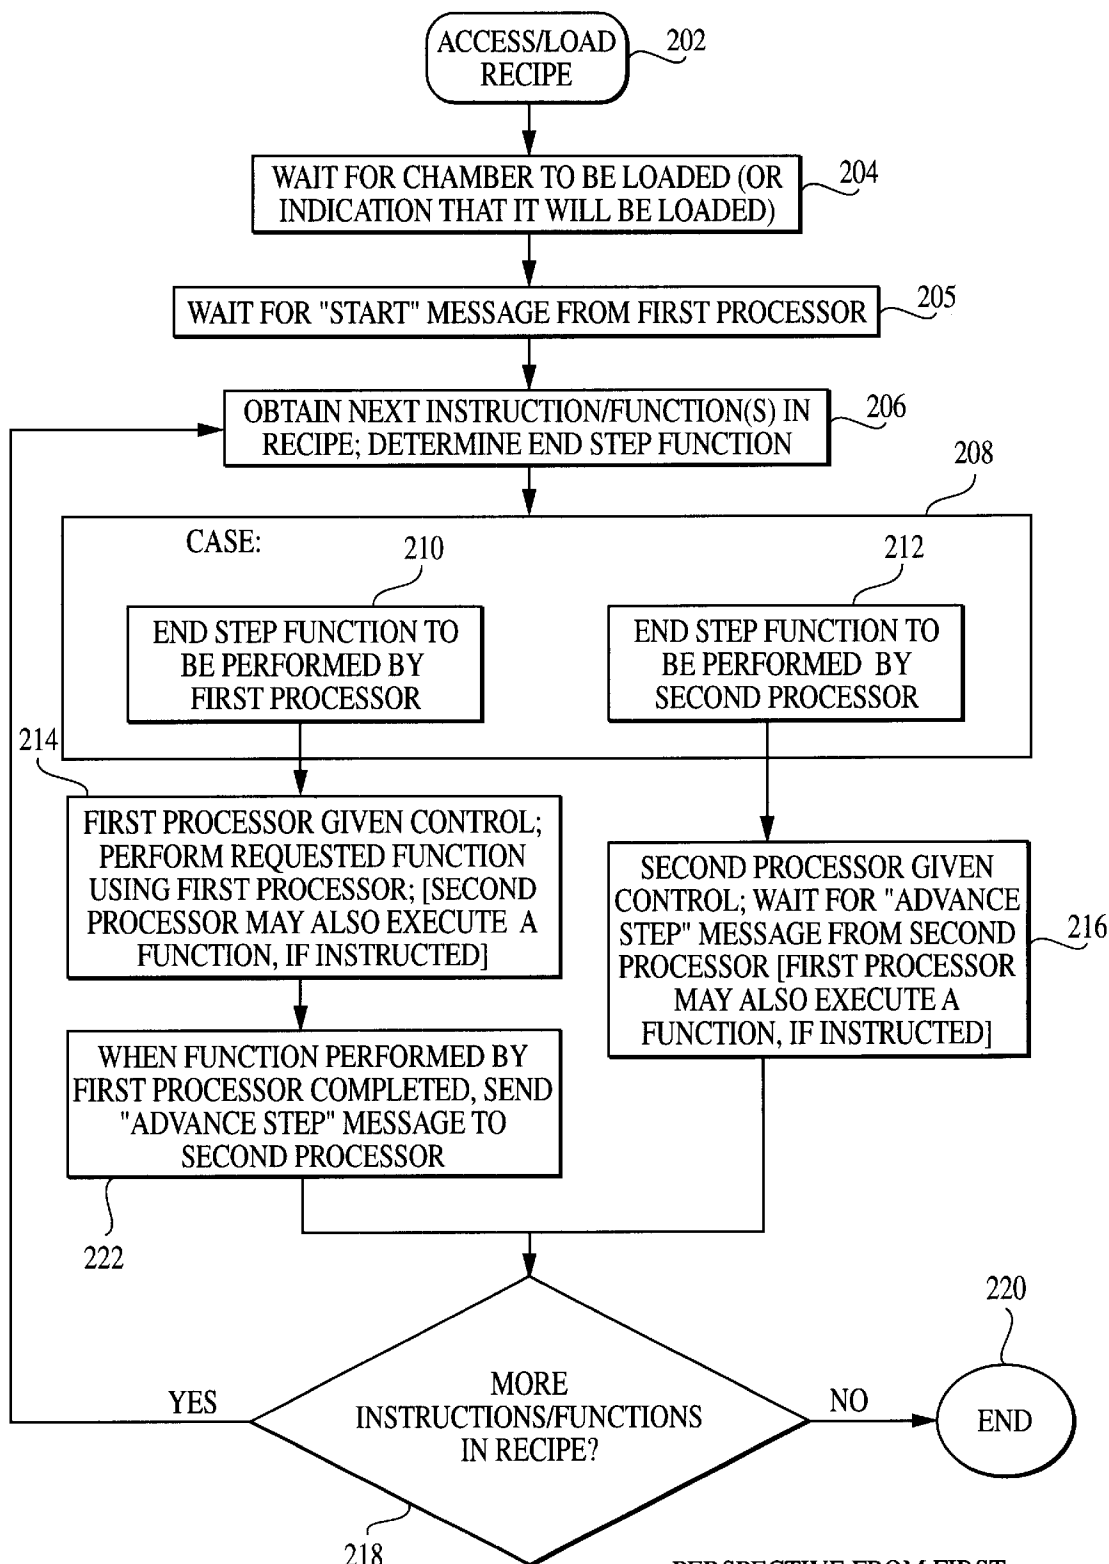 ACCESS/LOAD
RECIPE
202
WAIT FOR CHAMBER TO BE LOADED (OR
INDICATION THAT IT WILL BE LOADED)
204
WAIT FOR "START" MESSAGE FROM FIRST PROCESSOR
205
OBTAIN NEXT INSTRUCTION/FUNCTION(S) IN
RECIPE; DETERMINE END STEP FUNCTION
206
208
CASE:
210
212
END STEP FUNCTION TO
BE PERFORMED BY
FIRST PROCESSOR
END STEP FUNCTION TO
BE PERFORMED BY
SECOND PROCESSOR
214
FIRST PROCESSOR GIVEN CONTROL;
PERFORM REQUESTED FUNCTION
USING FIRST PROCESSOR; [SECOND
PROCESSOR MAY ALSO EXECUTE A
FUNCTION, IF INSTRUCTED]
SECOND PROCESSOR GIVEN
CONTROL; WAIT FOR "ADVANCE
STEP" MESSAGE FROM SECOND
PROCESSOR [FIRST PROCESSOR
MAY ALSO EXECUTE A
FUNCTION, IF INSTRUCTED]
216
WHEN FUNCTION PERFORMED BY
FIRST PROCESSOR COMPLETED, SEND
"ADVANCE STEP" MESSAGE TO
SECOND PROCESSOR
222
MORE
INSTRUCTIONS/FUNCTIONS
IN RECIPE?
YES
NO
220
END
218
PERSPECTIVE FROM FIRST